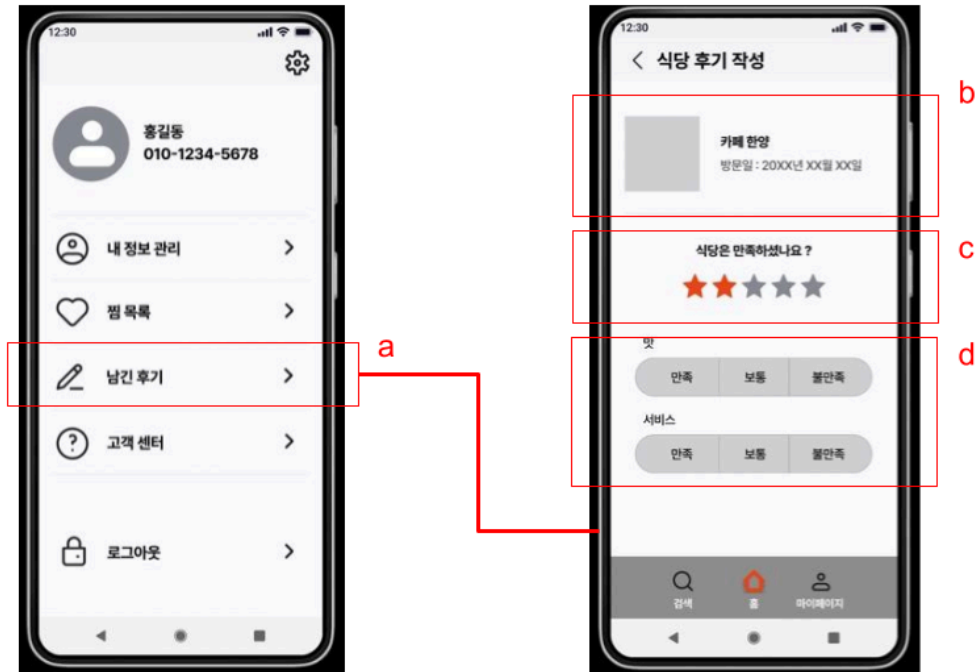 12:30
홍길동
010-1234-5678
내 정보 관리
찜 목록
남긴 후기
고객 센터
로그아웃
a
12:30
식당 후기 작성
b
카페 한양
방문일 : 20XX년 XX월 XX일
c
식당은 만족하셨나요 ?
d
맛
만족 보통 불만족
서비스
만족 보통 불만족
검색 홈 마이페이지